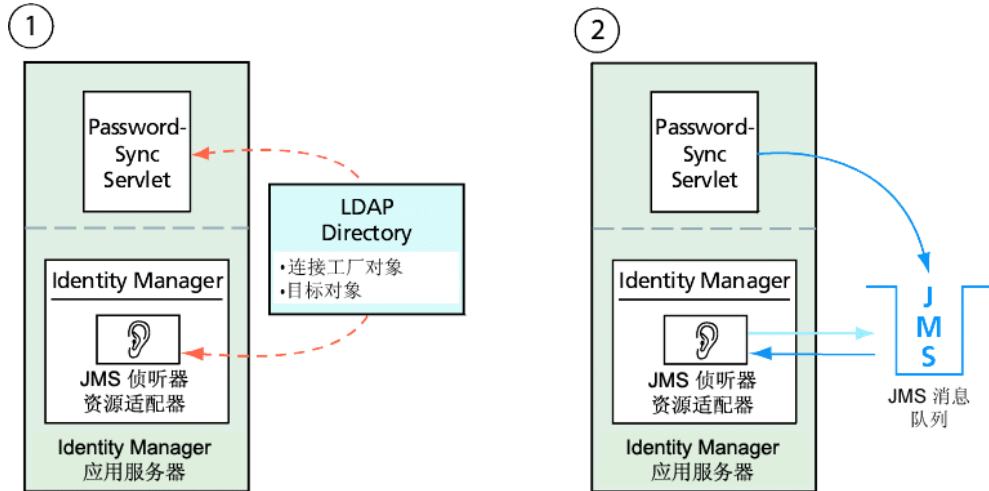 1
Password-
Sync
Servlet
LDAP
Directory
•连接工厂对象
•目标对象
Identity Manager
JMS 侦听器
资源适配器
Identity Manager
应用服务器
2
Password-
Sync
Servlet
Identity Manager
JMS 侦听器
资源适配器
Identity Manager
应用服务器
J
M
S
JMS 消息
队列